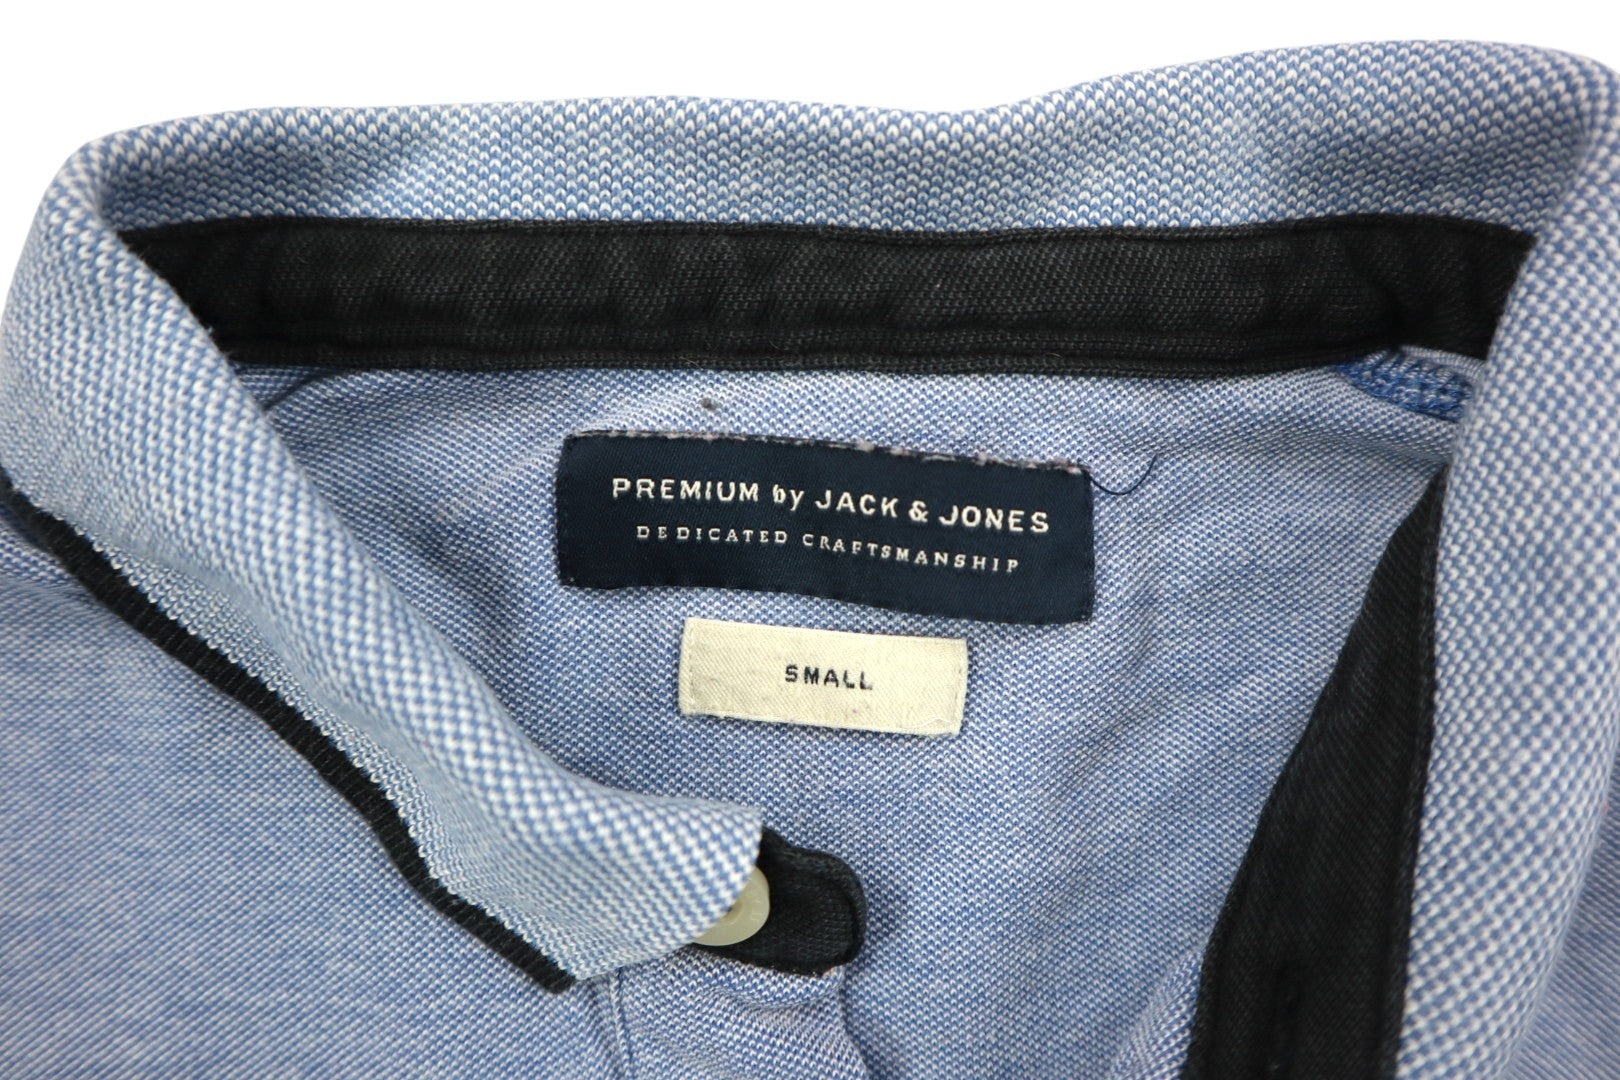 PREMIUM by JACK & JONES
DEDICATED CRAFTSMANSHIP
SMALL